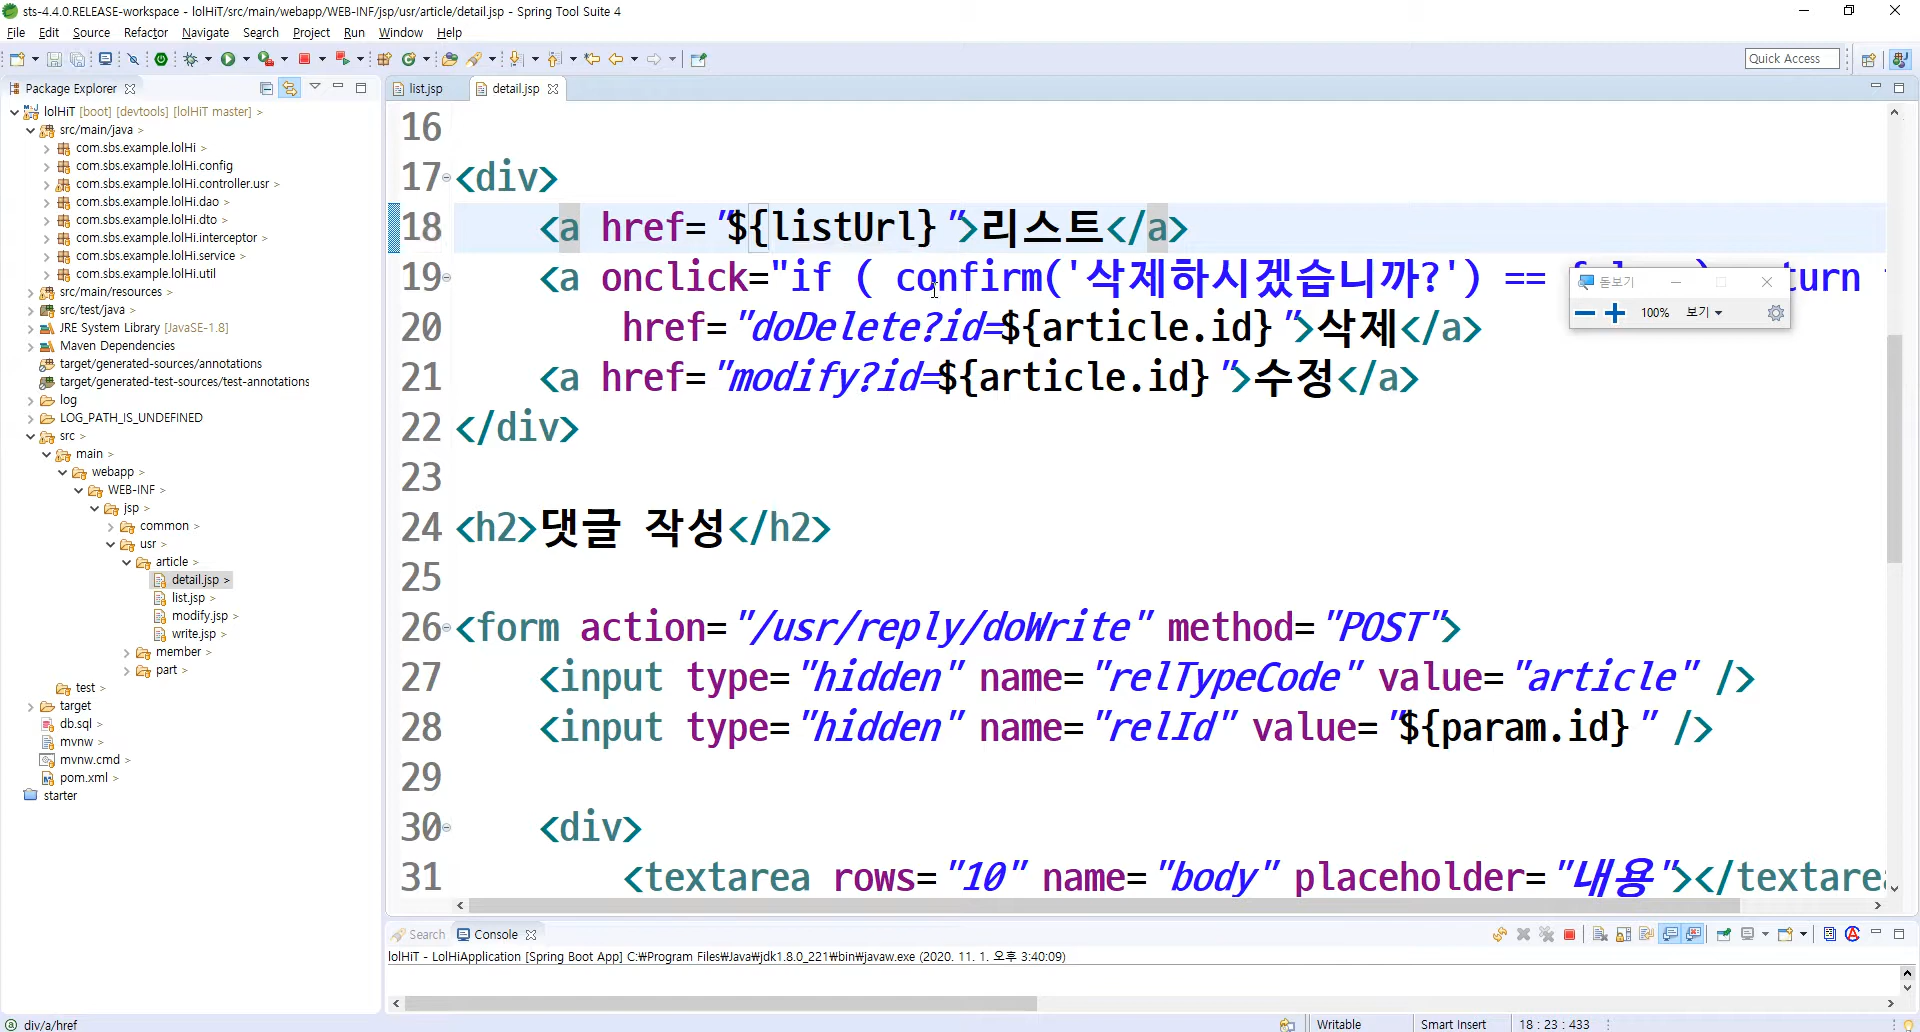 sts-4.4.0.RELEASE-workspace - lolHiT/src/main/webapp/WEB-INF/jsp/usr/article/detail.jsp - Spring Tool Suite 4
File Edit Source Refactor Navigate Search Project Run Window Help
Quick Access
Package Explorer
list.jsp
detail.jsp
lolHiT [boot] [devtools] [lolHiT master] >
src/main/java >
com.sbs.example.lolHi >
com.sbs.example.lolHi.config
com.sbs.example.lolHi.controller.usr >
com.sbs.example.lolHi.dao >
com.sbs.example.lolHi.dto >
com.sbs.example.lolHi.interceptor >
com.sbs.example.lolHi.service >
com.sbs.example.lolHi.util
src/main/resources >
src/test/java >
JRE System Library [JavaSE-1.8]
Maven Dependencies
target/generated-sources/annotations
target/generated-test-sources/test-annotations
log
LOG_PATH_IS_UNDEFINED
src >
main >
webapp >
WEB-INF >
jsp >
common >
usr >
article >
detail.jsp >
list.jsp >
modify.jsp >
write.jsp >
member >
part >
test >
target
db.sql >
mvnw >
mvnw.cmd >
pom.xml >
starter
16
17 <div>
18 <a href="${listUrl}">리스트</a>
19 <a onclick="if ( confirm('삭제하시겠습니까?') ==
20 href="doDelete?id=${article.id}">삭제</a>
21 <a href="modify?id=${article.id}">수정</a>
22 </div>
23
24 <h2>댓글 작성</h2>
25
26 <form action="/usr/reply/doWrite" method="POST">
27 <input type="hidden" name="relTypeCode" value="article" />
28 <input type="hidden" name="relId" value="${param.id}" />
29
30 <div>
31 <textarea rows="10" name="body" placeholder="내용"></textarea
돋보기
100% 보기
Search
Console
lolHiT - LolHiApplication [Spring Boot App] C:₩Program Files₩Java₩jdk1.8.0_221₩bin₩javaw.exe (2020. 11. 1. 오후 3:40:09)
div/a/href
Writable
Smart Insert
18 : 23 : 433